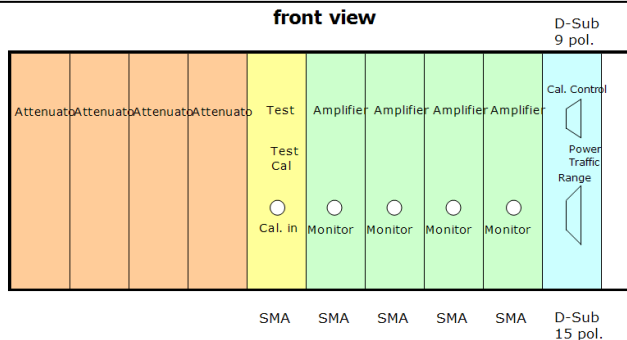 front view
D-Sub
9 pol.
Cal. Control
Attenuato Attenuato Attenuato Attenuato Test Amplifier Amplifier Amplifier Amplifier
Test
Cal
Power
Traffic
Range
Cal. in Monitor Monitor Monitor Monitor
SMA SMA SMA SMA SMA D-Sub
15 pol.